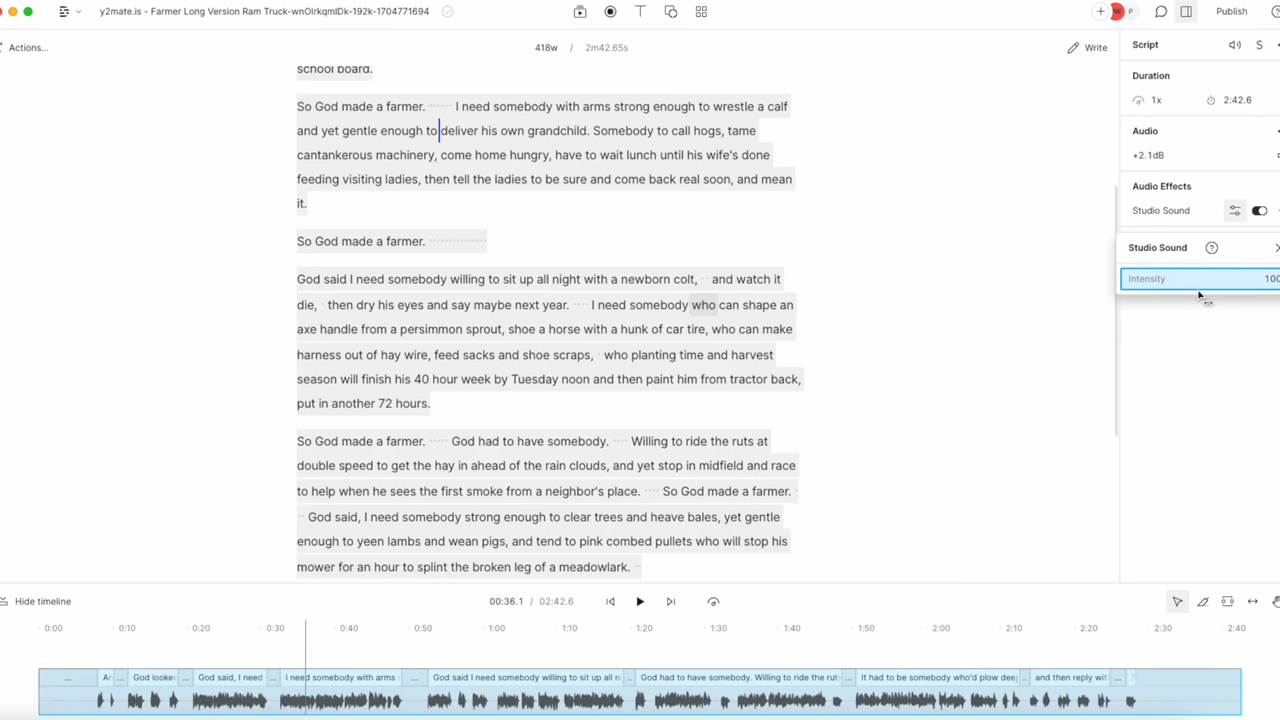 y2mate.is - Farmer Long Version Ram Truck-wnOlrkqmlDk-192k-1704771694
W P Publish
Actions...
418w / 2m42.65s
Write
school board.
So God made a farmer. ······ I need somebody with arms strong enough to wrestle a calf
and yet gentle enough to deliver his own grandchild. Somebody to call hogs, tame
cantankerous machinery, come home hungry, have to wait lunch until his wife's done
feeding visiting ladies, then tell the ladies to be sure and come back real soon, and mean
it.
So God made a farmer. ···············
God said I need somebody willing to sit up all night with a newborn colt, ·· and watch it
die, · then dry his eyes and say maybe next year. ···· I need somebody who can shape an
axe handle from a persimmon sprout, shoe a horse with a hunk of car tire, who can make
harness out of hay wire, feed sacks and shoe scraps, · who planting time and harvest
season will finish his 40 hour week by Tuesday noon and then paint him from tractor back,
put in another 72 hours.
So God made a farmer. ····· God had to have somebody. ···· Willing to ride the ruts at
double speed to get the hay in ahead of the rain clouds, and yet stop in midfield and race
to help when he sees the first smoke from a neighbor's place. ···· So God made a farmer. ·
·· God said, I need somebody strong enough to clear trees and heave bales, yet gentle
enough to yeen lambs and wean pigs, and tend to pink combed pullets who will stop his
mower for an hour to splint the broken leg of a meadowlark. ··
Script S
Duration
1x 2:42.6
Audio
+2.1dB
Audio Effects
Studio Sound
Studio Sound ?
Intensity 100
Hide timeline
00:36.1 / 02:42.6
0:00 0:10 0:20 0:30 0:40 0:50 1:00 1:10 1:20 1:30 1:40 1:50 2:00 2:10 2:20 2:30 2:40
... Ar ... God looke ... God said, I need ... I need somebody with arms ... God said I need somebody willing to sit up all n ... God had to have somebody. Willing to ride the rut ... It had to be somebody who'd plow dee ... and then reply wit ...